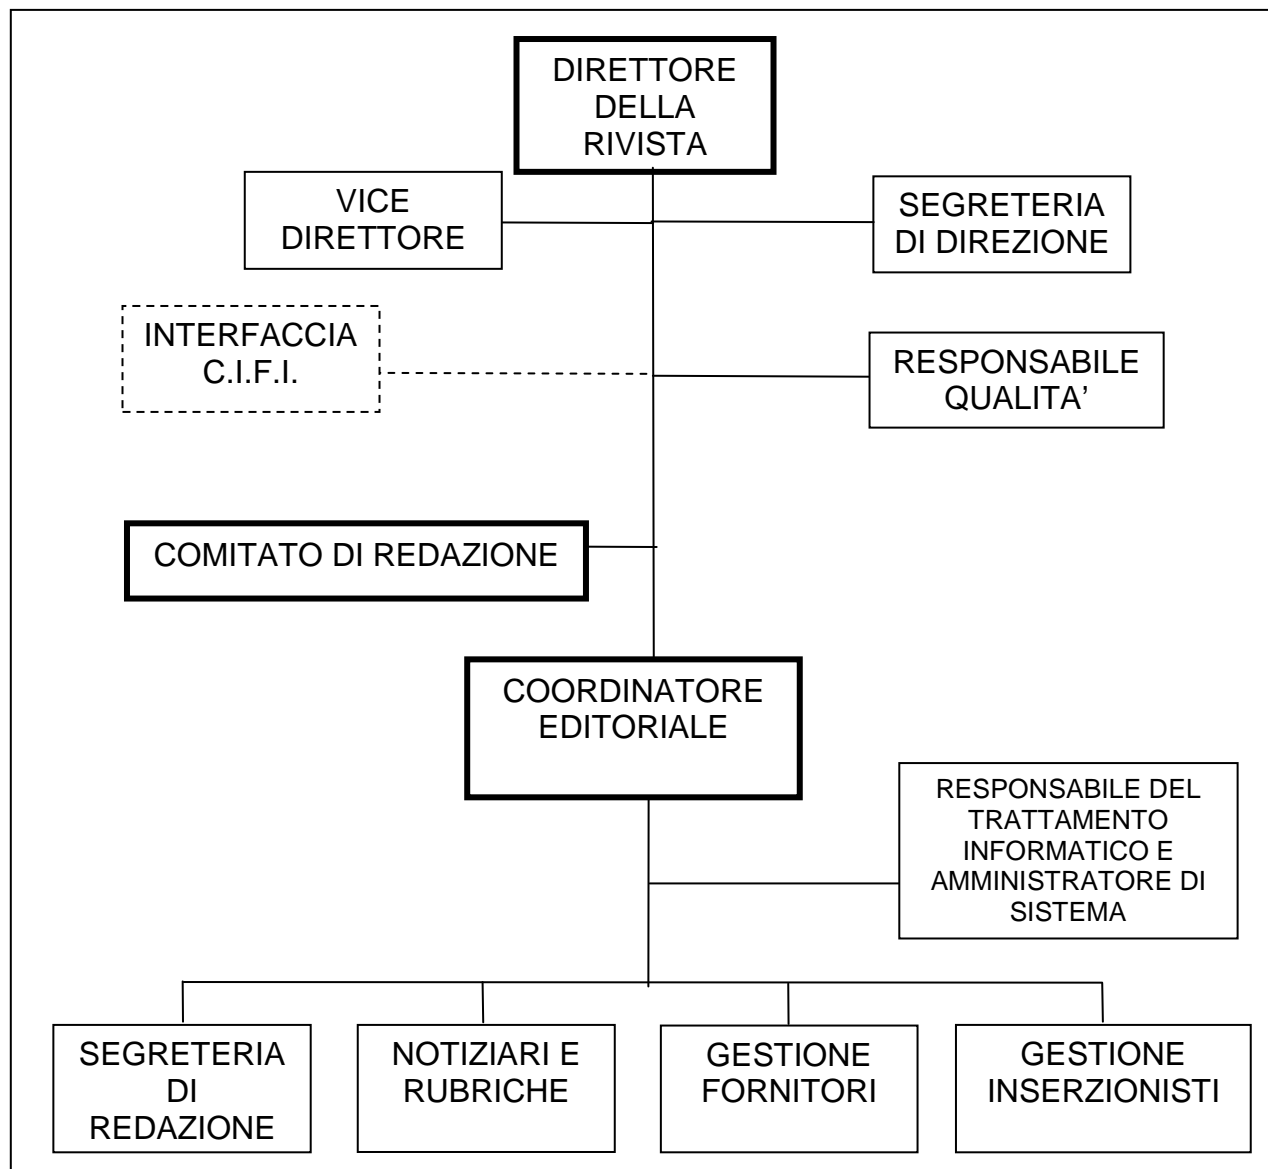 DIRETTORE
DELLA
RIVISTA
VICE
DIRETTORE
SEGRETERIA
DI DIREZIONE
INTERFACCIA
C.I.F.I.
RESPONSABILE
QUALITA’
COMITATO DI REDAZIONE
COORDINATORE
EDITORIALE
RESPONSABILE DEL
TRATTAMENTO
INFORMATICO E
AMMINISTRATORE DI
SISTEMA
SEGRETERIA
DI
REDAZIONE
NOTIZIARI E
RUBRICHE
GESTIONE
FORNITORI
GESTIONE
INSERZIONISTI